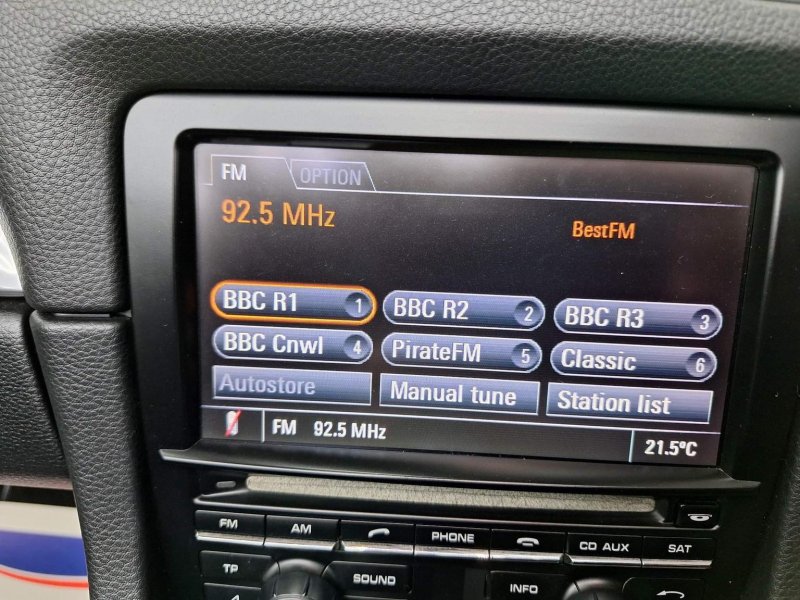 FM OPTION
92.5 MHz
BestFM
BBC R1 1 BBC R2 2 BBC R3 3
BBC Cnwl 4 PirateFM 5 Classic 6
Autostore Manual tune Station list
FM 92.5 MHz 21.5°C
FM AM PHONE CD AUX SAT
TP SOUND INFO